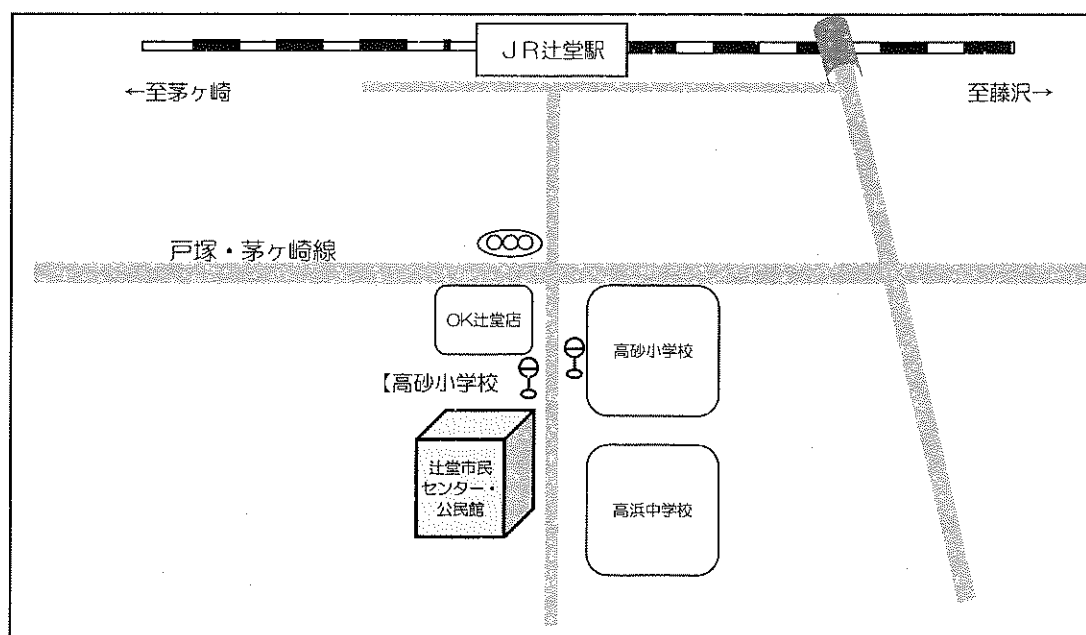 JR辻堂駅
←至茅ヶ崎
至藤沢→
戸塚・茅ヶ崎線
OK辻堂店
高砂小学校
【高砂小学校
辻堂市民
センター・
公民館
高浜中学校